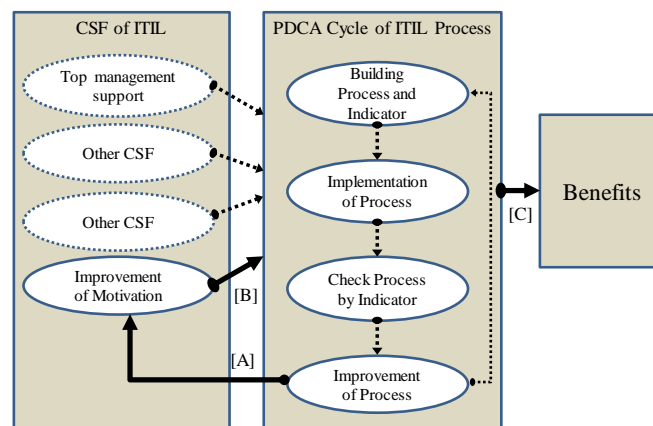 CSF of ITIL
Top management
support
Other CSF
Other CSF
Improvement
of Motivation
[B]
[A]
PDCA Cycle of ITIL Process
Building
Process and
Indicator
Implementation
of Process
Check Process
by Indicator
Improvement
of Process
[C]
Benefits